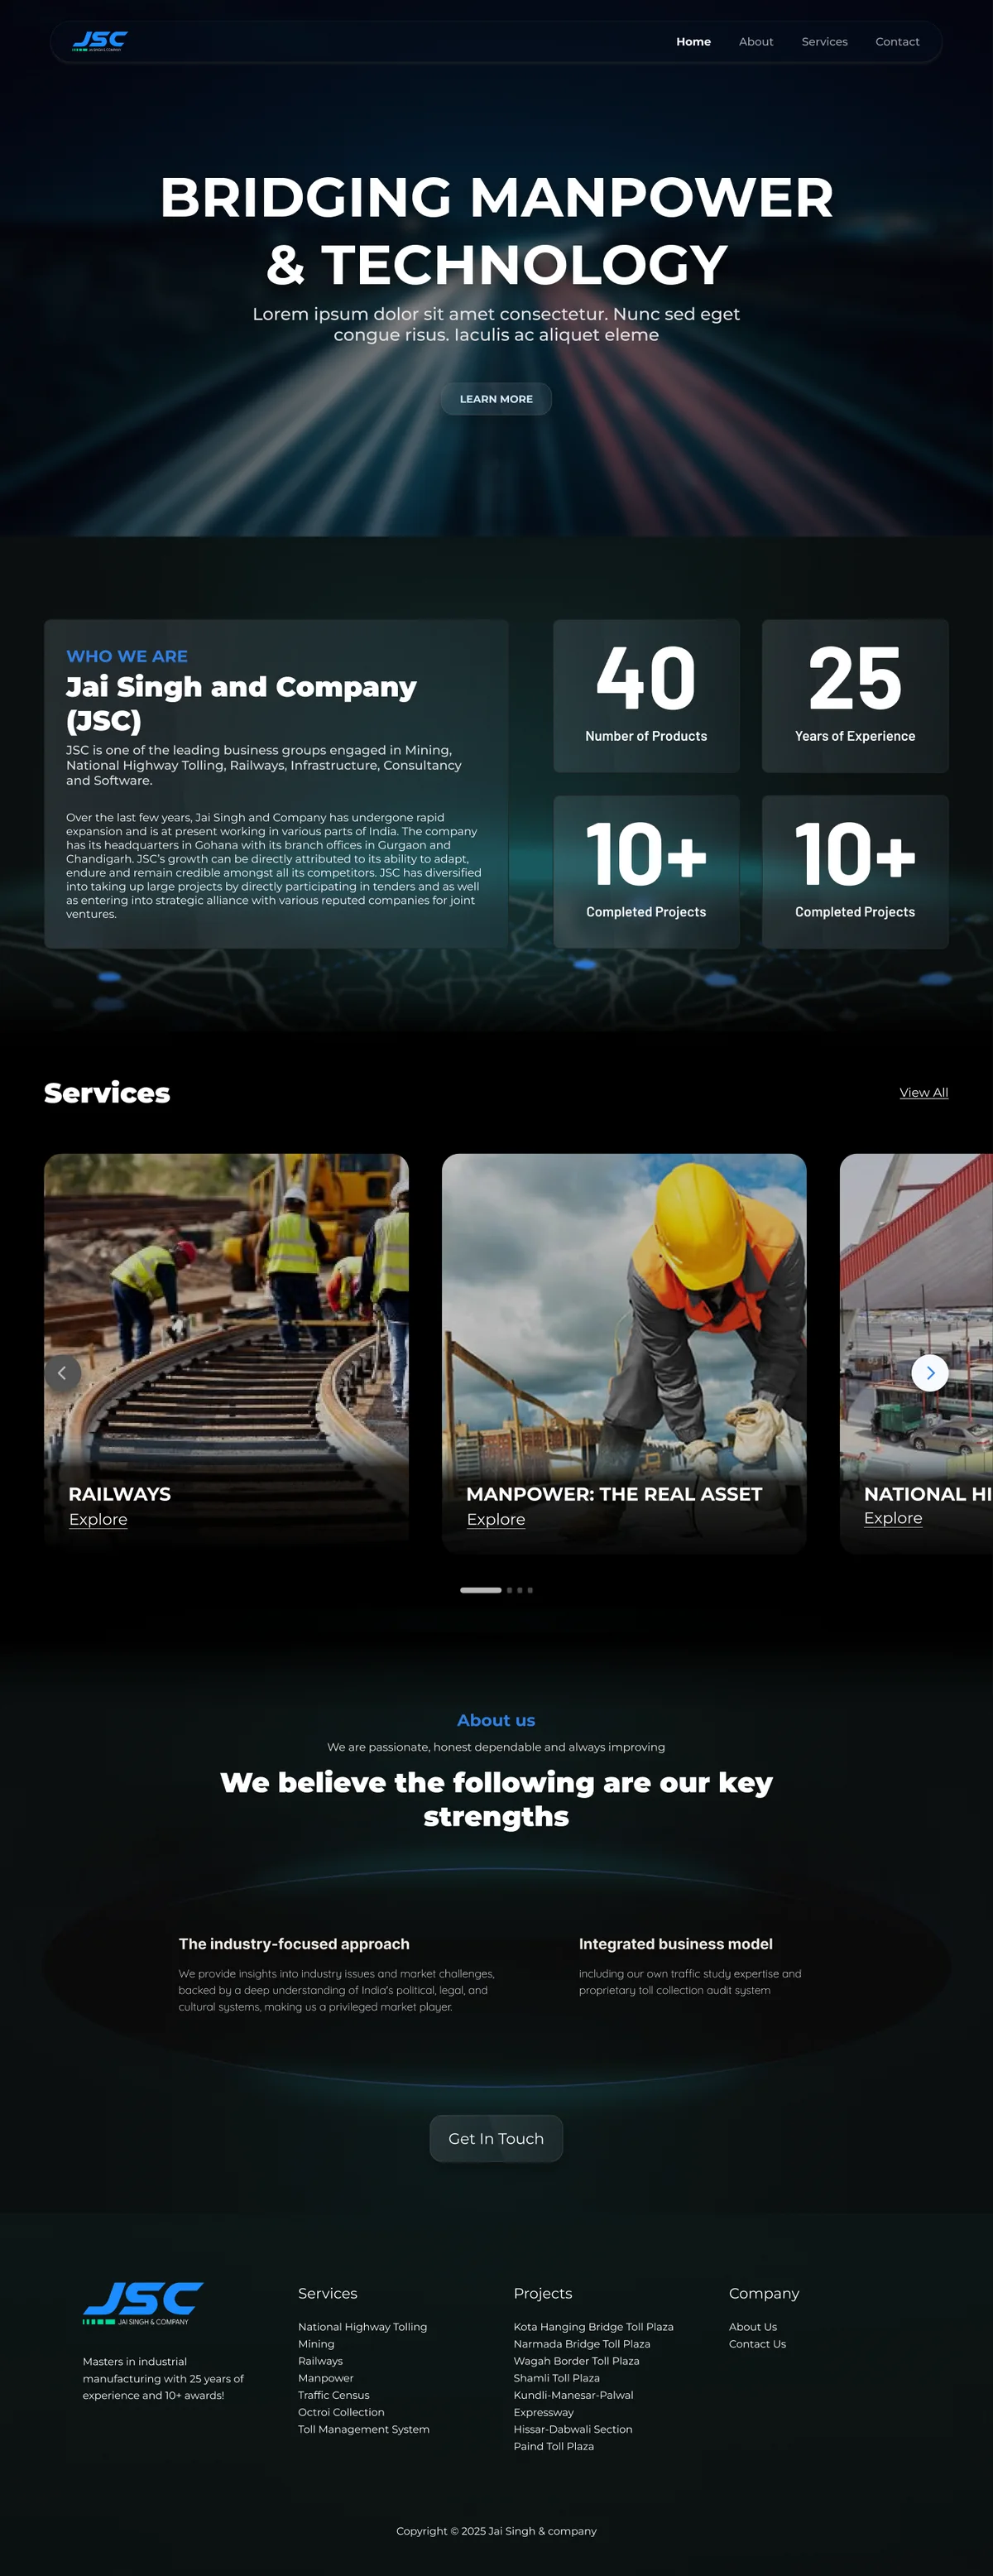 JSC
JAI SINGH & COMPANY
Home About Services Contact
BRIDGING MANPOWER
& TECHNOLOGY
Lorem ipsum dolor sit amet consectetur. Nunc sed eget
congue risus. Iaculis ac aliquet eleme
LEARN MORE
WHO WE ARE
Jai Singh and Company
(JSC)
JSC is one of the leading business groups engaged in Mining,
National Highway Tolling, Railways, Infrastructure, Consultancy
and Software.
Over the last few years, Jai Singh and Company has undergone rapid
expansion and is at present working in various parts of India. The company
has its headquarters in Gohana with its branch offices in Gurgaon and
Chandigarh. JSC's growth can be directly attributed to its ability to adapt,
endure and remain credible amongst all its competitors. JSC has diversified
into taking up large projects by directly participating in tenders and as well
as entering into strategic alliance with various reputed companies for joint
ventures.
40
Number of Products
25
Years of Experience
10+
Completed Projects
10+
Completed Projects
Services
View All
RAILWAYS
Explore
MANPOWER: THE REAL ASSET
Explore
NATIONAL HI
Explore
About us
We are passionate, honest dependable and always improving
We believe the following are our key
strengths
The industry-focused approach
We provide insights into industry issues and market challenges,
backed by a deep understanding of India's political, legal, and
cultural systems, making us a privileged market player.
Integrated business model
including our own traffic study expertise and
proprietary toll collection audit system
Get In Touch
JSC
JAI SINGH & COMPANY
Masters in industrial
manufacturing with 25 years of
experience and 10+ awards!
Services
National Highway Tolling
Mining
Railways
Manpower
Traffic Census
Octroi Collection
Toll Management System
Projects
Kota Hanging Bridge Toll Plaza
Narmada Bridge Toll Plaza
Wagah Border Toll Plaza
Shamli Toll Plaza
Kundli-Manesar-Palwal
Expressway
Hissar-Dabwali Section
Paind Toll Plaza
Company
About Us
Contact Us
Copyright © 2025 Jai Singh & company